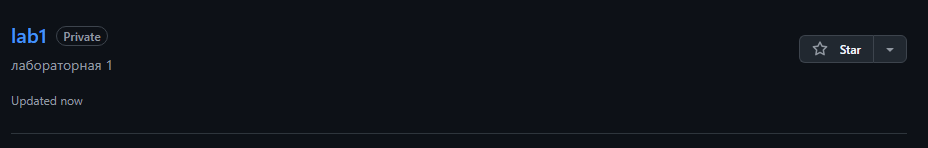 lab1 Private
Star
лабораторная 1
Updated now